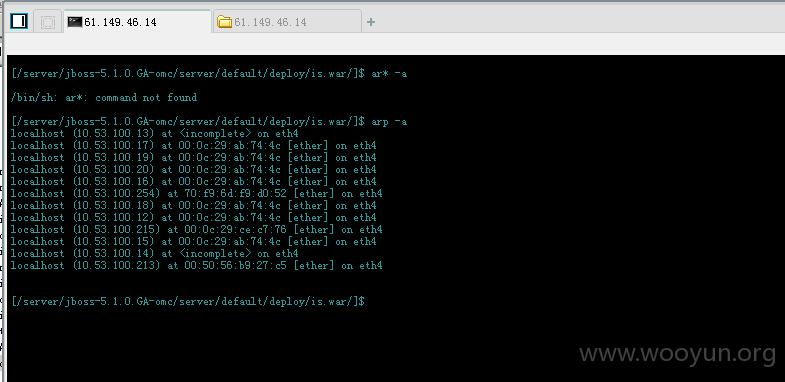 61.149.46.14
61.149.46.14
[/server/jboss-5.1.0.GA-omc/server/default/deploy/is.war/]$ ar* -a
/bin/sh: ar*: command not found
[/server/jboss-5.1.0.GA-omc/server/default/deploy/is.war/]$ arp -a
localhost (10.53.100.13) at <incomplete> on eth4
localhost (10.53.100.17) at 00:0c:29:ab:74:4c [ether] on eth4
localhost (10.53.100.19) at 00:0c:29:ab:74:4c [ether] on eth4
localhost (10.53.100.20) at 00:0c:29:ab:74:4c [ether] on eth4
localhost (10.53.100.16) at 00:0c:29:ab:74:4c [ether] on eth4
localhost (10.53.100.254) at 70:f9:6d:f9:d0:52 [ether] on eth4
localhost (10.53.100.18) at 00:0c:29:ab:74:4c [ether] on eth4
localhost (10.53.100.12) at 00:0c:29:ab:74:4c [ether] on eth4
localhost (10.53.100.215) at 00:0c:29:ce:c7:76 [ether] on eth4
localhost (10.53.100.15) at 00:0c:29:ab:74:4c [ether] on eth4
localhost (10.53.100.14) at <incomplete> on eth4
localhost (10.53.100.213) at 00:50:56:b9:27:c5 [ether] on eth4
[/server/jboss-5.1.0.GA-omc/server/default/deploy/is.war/]$
www.wooyun.org